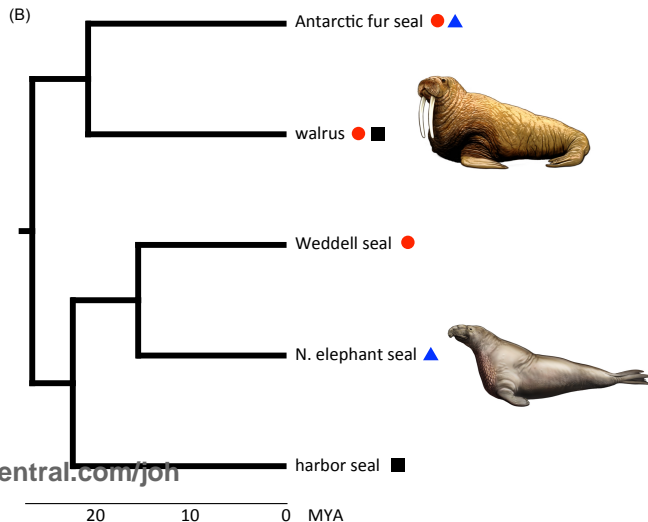 (B)
Antarctic fur seal
walrus
Weddell seal
N. elephant seal
harbor seal
entral.com/joh
20 10 0 MYA